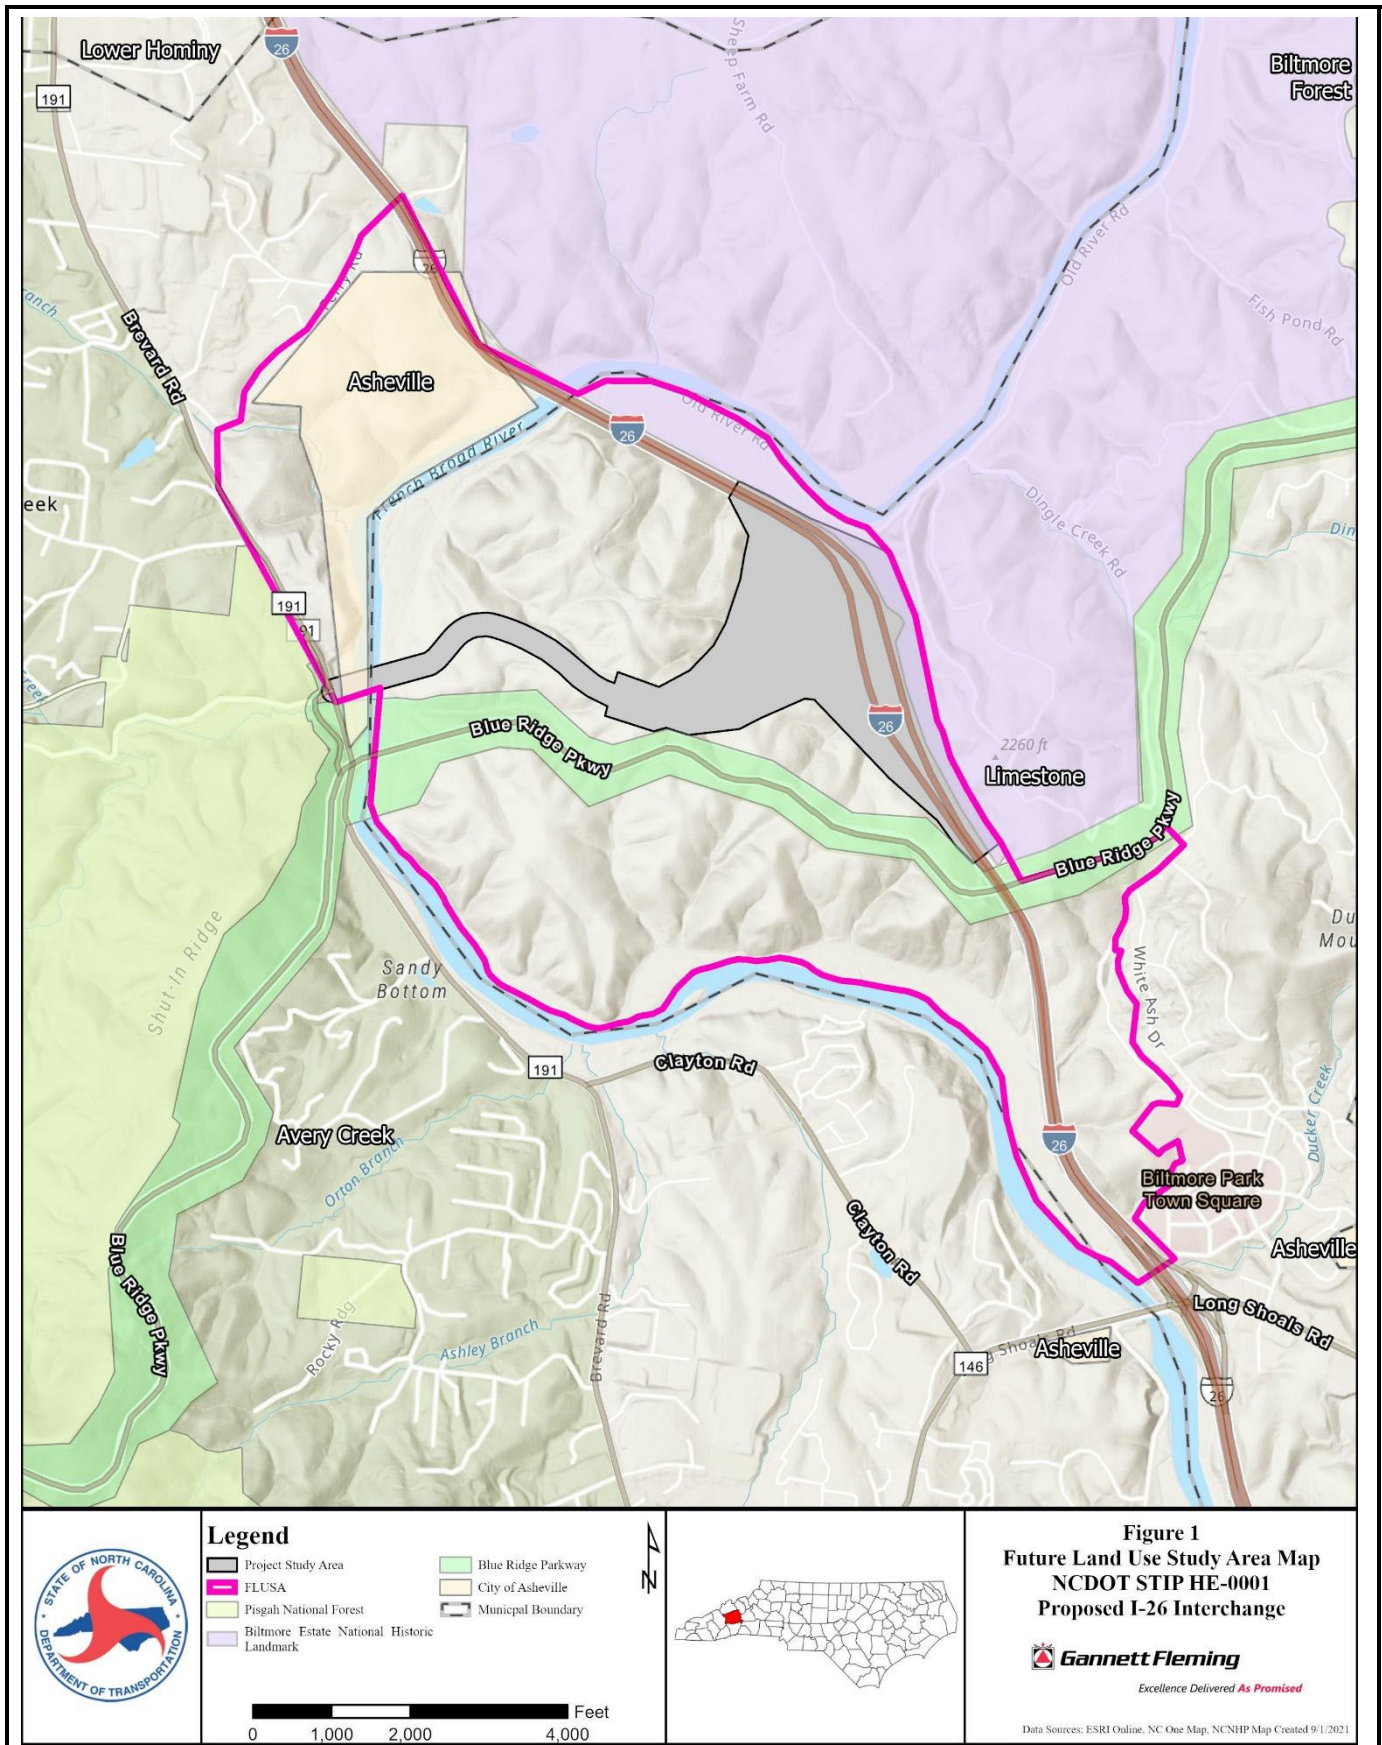 Lower Hominy
26
191
Sheep Farm Rd
Biltmore
Forest
26
Old River Rd
Fish Pond Rd
Brevard Rd
Asheville
Old River Rd
26
French Broad River
eek
Dingle Creek Rd
Din
191
91
Blue Ridge Pkwy
26
2260 ft
Limestone
Blue Ridge Pkwy
Shut-In Ridge
Sandy
Bottom
White Ash Dr
Du
Mou
191
Clayton Rd
Avery Creek
Orton Branch
26
Ducker Creek
Biltmore Park
Town Square
Clayton Rd
Asheville
Blue Ridge Pkwy
Rocky Rdg
Ashley Branch
Brevard Rd
Long Shoals Rd
g Shoals Rd
Asheville
146
26
STATE OF NORTH CAROLINA
DEPARTMENT OF TRANSPORTATION
Legend
Project Study Area
FLUSA
Pisgah National Forest
Biltmore Estate National Historic
Landmark
Blue Ridge Parkway
City of Asheville
Municpal Boundary
N
Feet
0 1,000 2,000 4,000
Figure 1
Future Land Use Study Area Map
NCDOT STIP HE-0001
Proposed I-26 Interchange
Gannett Fleming
Excellence Delivered As Promised
Data Sources: ESRI Online, NC One Map, NCNHP Map Created 9/1/2021